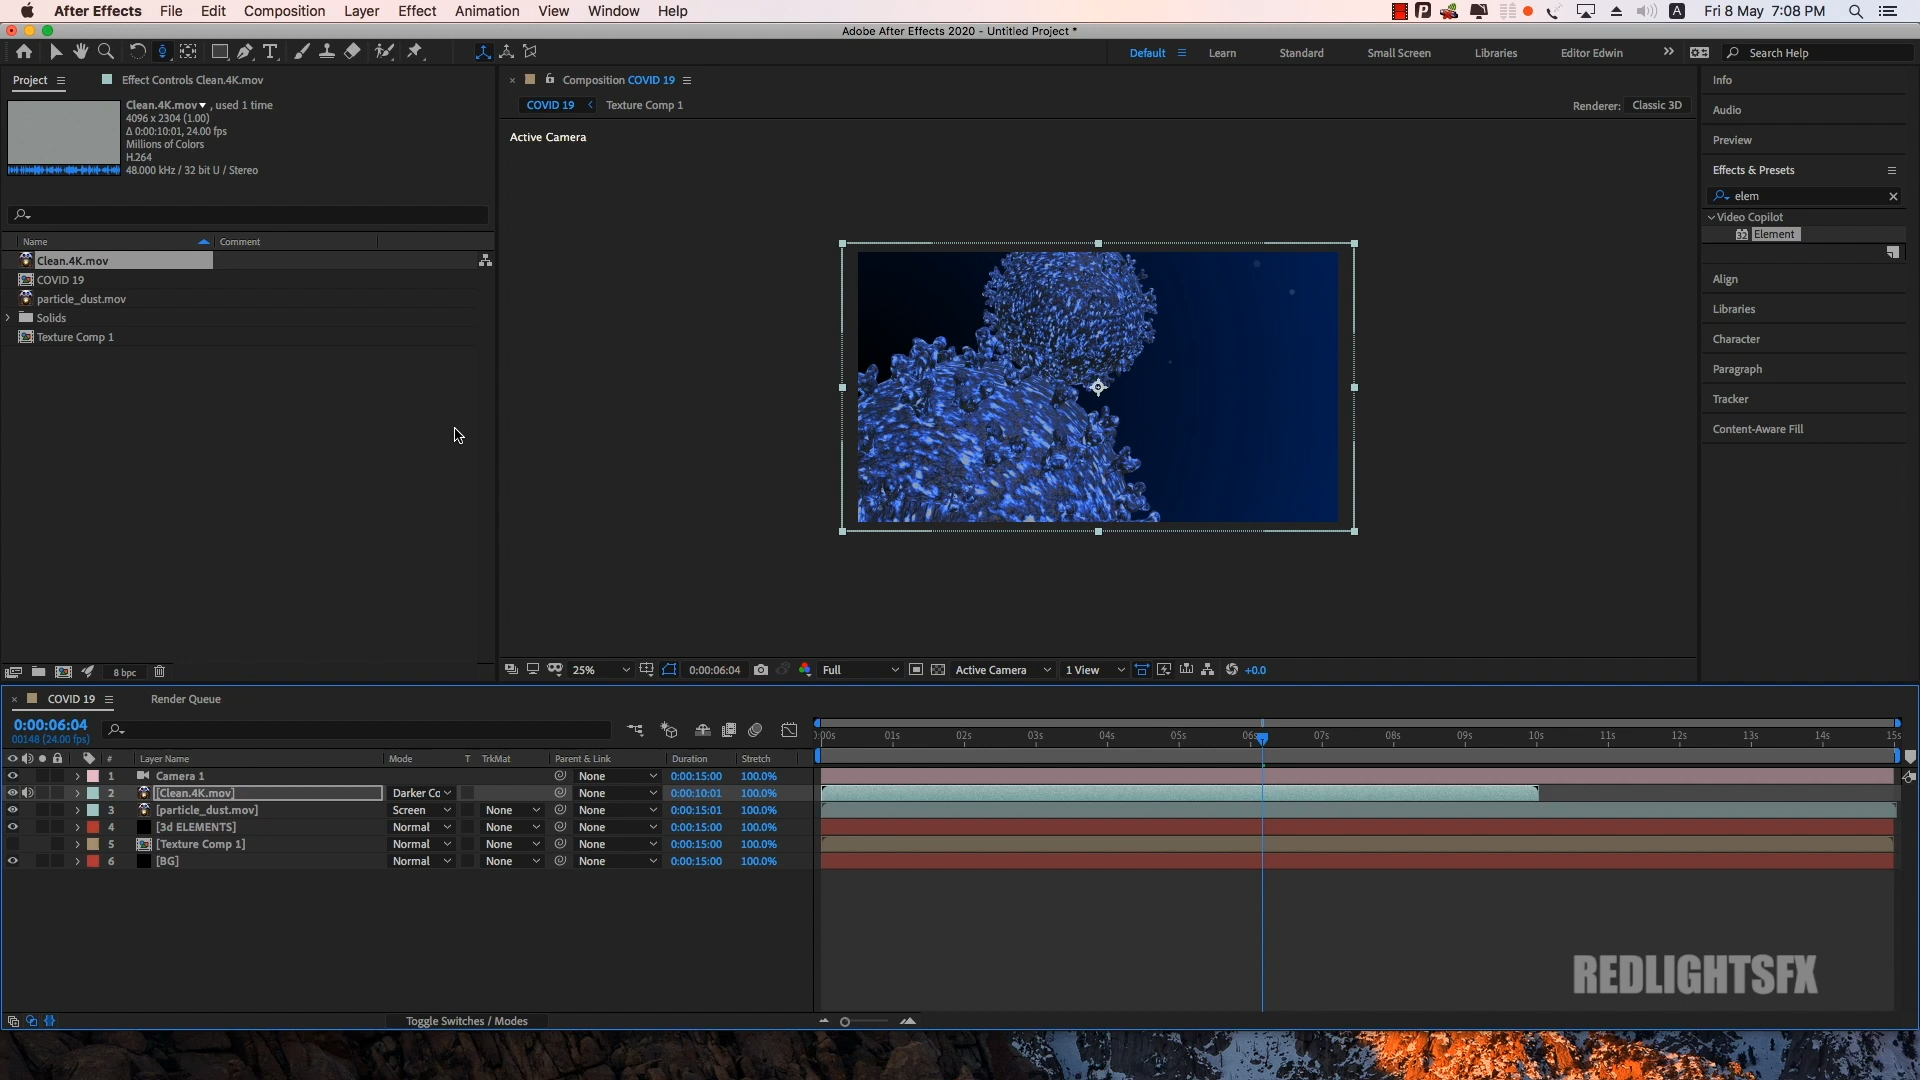 After Effects File Edit Composition Layer Effect Animation View Window Help
A Fri 8 May 7:08 PM
Adobe After Effects 2020 - Untitled Project *
Default Learn Standard Small Screen Libraries Editor Edwin Search Help
Project Effect Controls Clean.4K.mov
Clean.4K.mov , used 1 time
4096 x 2304 (1.00)
Δ 0:00:10:01, 24.00 fps
Millions of Colors
H.264
48.000 kHz / 32 bit U / Stereo
Name Comment
Clean.4K.mov
COVID 19
particle_dust.mov
Solids
Texture Comp 1
8 bpc
Composition COVID 19
COVID 19 Texture Comp 1
Renderer: Classic 3D
Active Camera
25% 0:00:06:04 Full Active Camera 1 View +0.0
Info
Audio
Preview
Effects & Presets
elem
Video Copilot
32 Element
Align
Libraries
Character
Paragraph
Tracker
Content-Aware Fill
COVID 19 Render Queue
0:00:06:04
00148 (24.00 fps)
# Layer Name Mode T TrkMat Parent & Link Duration Stretch
1 Camera 1 None 0:00:15:00 100.0%
2 [Clean.4K.mov] Darker Cc None 0:00:10:01 100.0%
3 [particle_dust.mov] Screen None None 0:00:15:01 100.0%
4 [3d ELEMENTS] Normal None None 0:00:15:00 100.0%
5 [Texture Comp 1] Normal None None 0:00:15:00 100.0%
6 [BG] Normal None None 0:00:15:00 100.0%
:00s 01s 02s 03s 04s 05s 06s 07s 08s 09s 10s 11s 12s 13s 14s 15s
Toggle Switches / Modes
REDLIGHTSFX